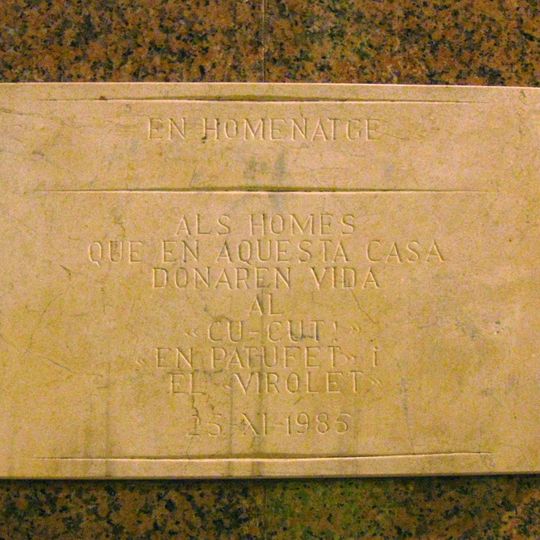 EN HOMENATGE
ALS HOMES
QUE EN AQUESTA CASA
DONAREN VIDA
AL
«CU-CUT!»
«EN PATUFET» i
EL «VIROLET»
25-XI-1985